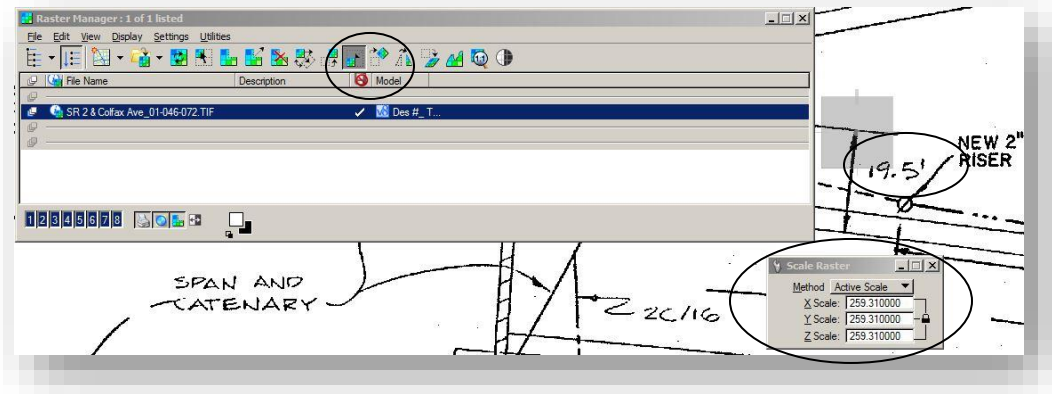 Raster Manager : 1 of 1 listed
File Edit View Display Settings Utilities
File Name Description Model
SR 2 & Colfax Ave_01-046-072.TIF Des #_ T...
1 2 3 4 5 6 7 8
NEW 2"
RISER
19.5'
Scale Raster
Method Active Scale
X Scale: 259.310000
Y Scale: 259.310000
Z Scale: 259.310000
SPAN AND
CATENARY
2C/16